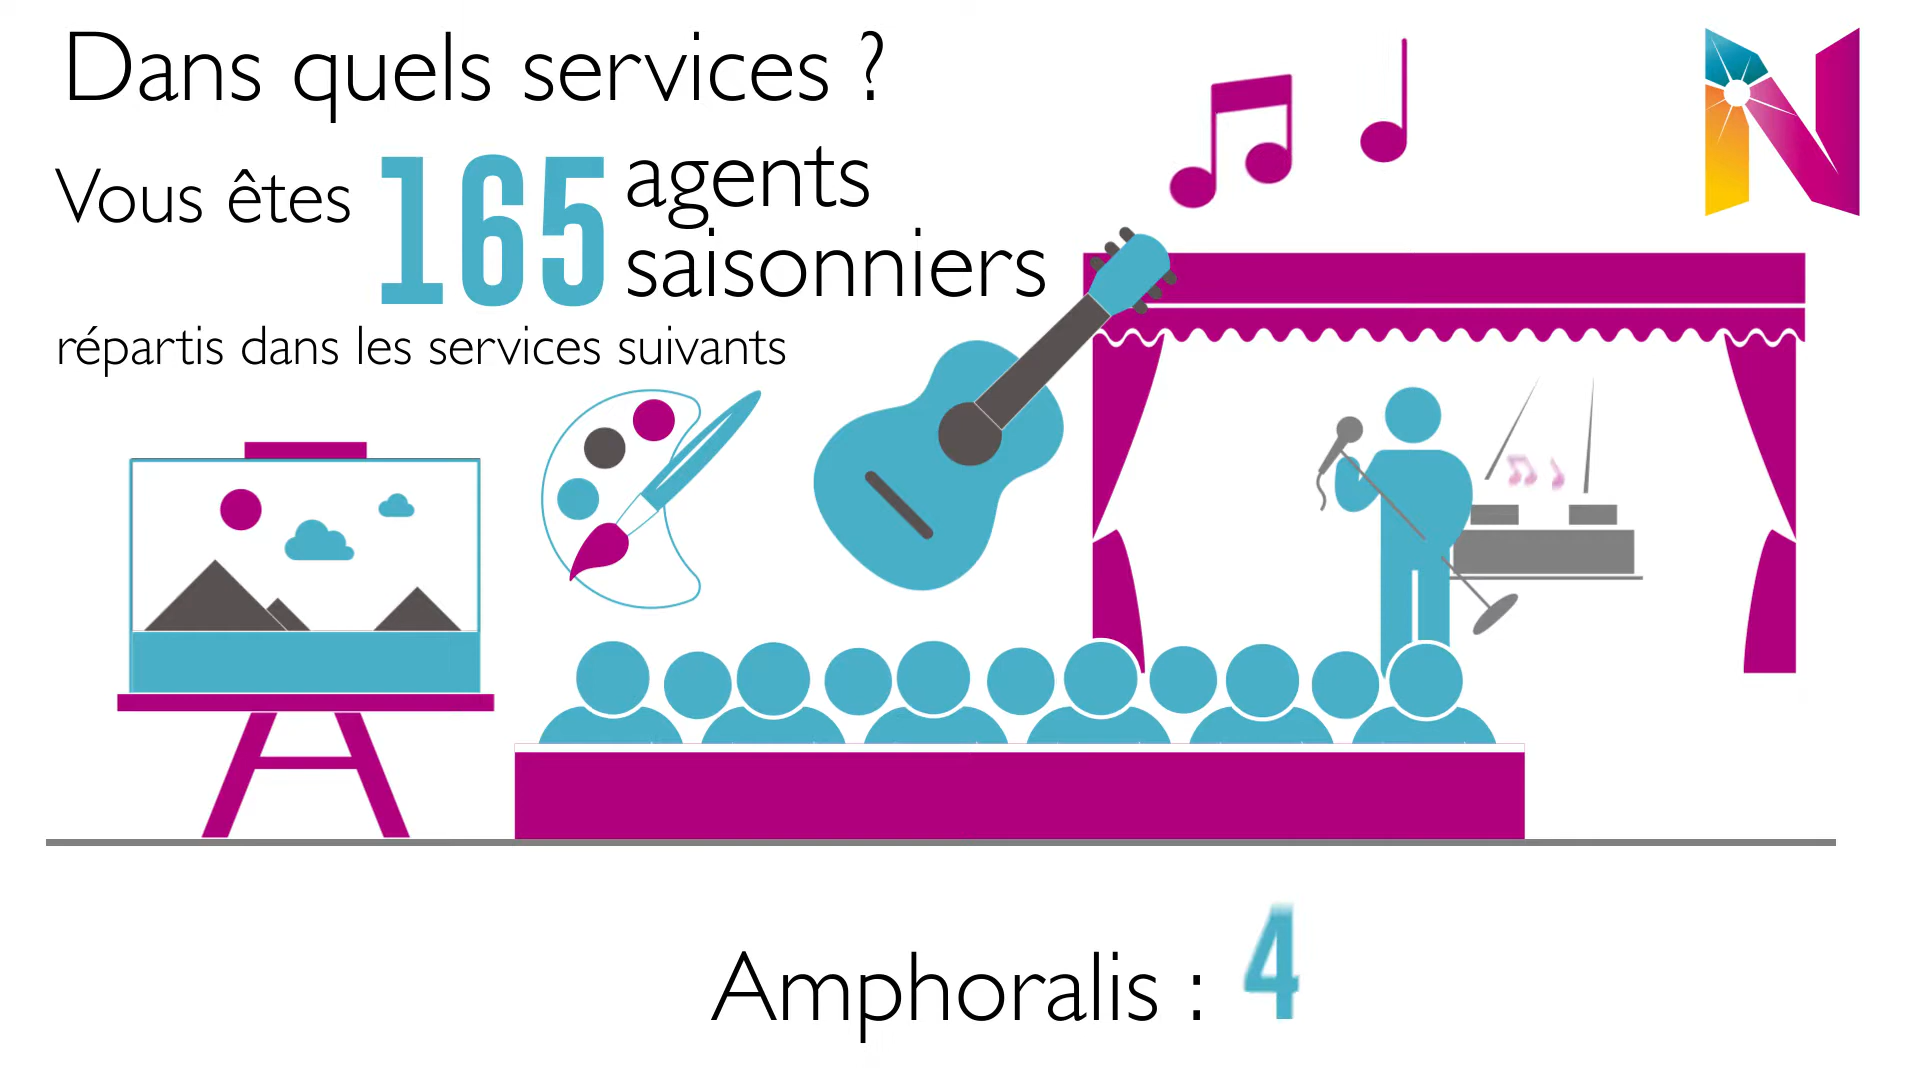 Dans quels services ?
Vous êtes 165 agents
saisonniers
répartis dans les services suivants
Amphoralis : 4